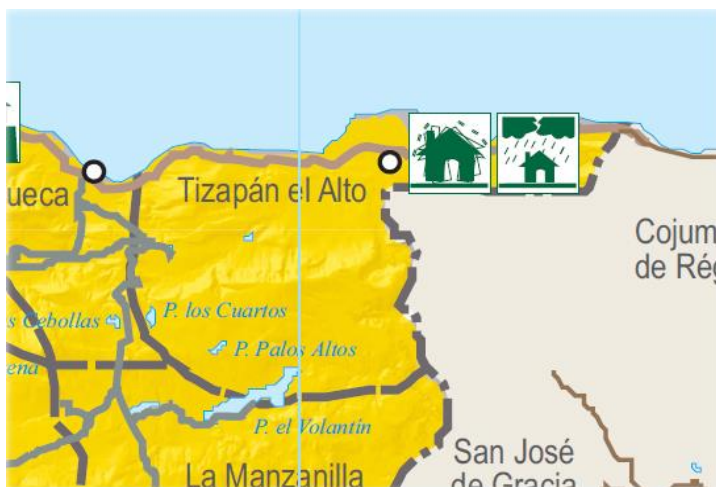 ueca
Tizapán el Alto
Cojum
de Rég
s Cebollas
P. los Cuartos
P. Palos Altos
ena
P. el Volantín
La Manzanilla
San José
de Gracia